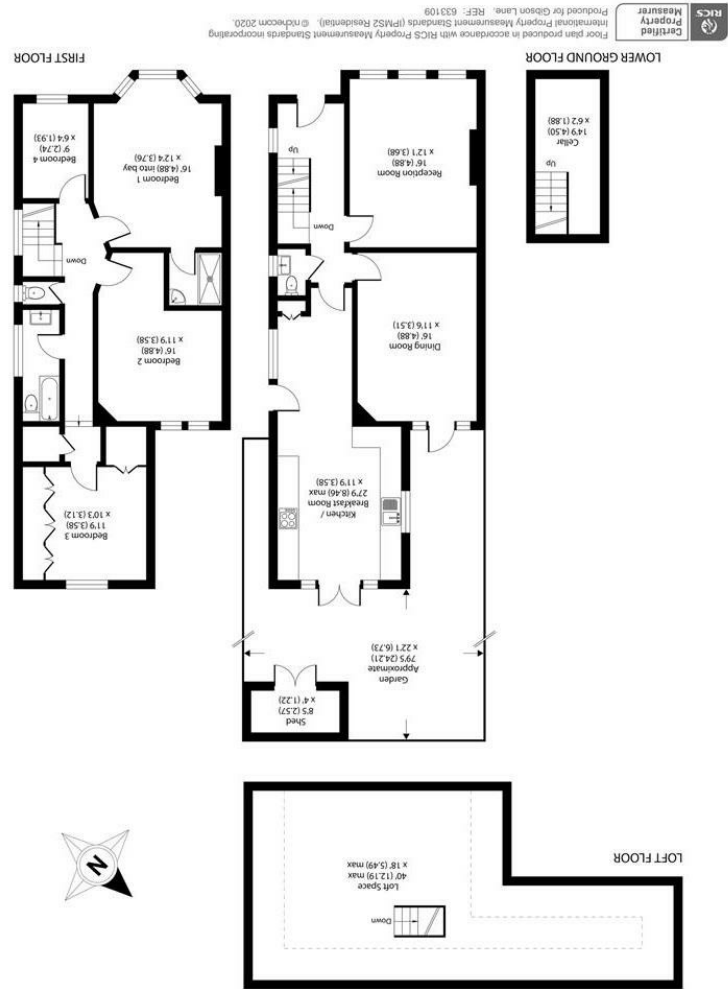 Down
Loft Space
40' (12.19) max
x 18' (5.49) max
LOFT FLOOR
N
Shed
8'5 (2.57)
x 4' (1.22)
Garden
Approximate
79'5 (24.21)
x 22'1 (6.73)
Kitchen /
Breakfast Room
27'9 (8.46) max
x 11'9 (3.58)
Dining Room
16' (4.88)
x 11'6 (3.51)
Down
Up
Reception Room
16' (4.88)
x 12'1 (3.68)
Bedroom 3
11'9 (3.58)
x 10'3 (3.12)
Bedroom 2
16' (4.88)
x 11'9 (3.58)
Down
Bedroom 1
16' (4.88) into bay
x 12'4 (3.76)
Bedroom 4
9' (2.74)
x 6'4 (1.93)
Up
Cellar
14'9 (4.50)
x 6'2 (1.88)
LOWER GROUND FLOOR
FIRST FLOOR
RICS
Certified
Property
Measurer
Floor plan produced in accordance with RICS Property Measurement Standards incorporating
International Property Measurement Standards (IPMS2 Residential). © nichecom 2020.
Produced for Gibson Lane. REF: 633109